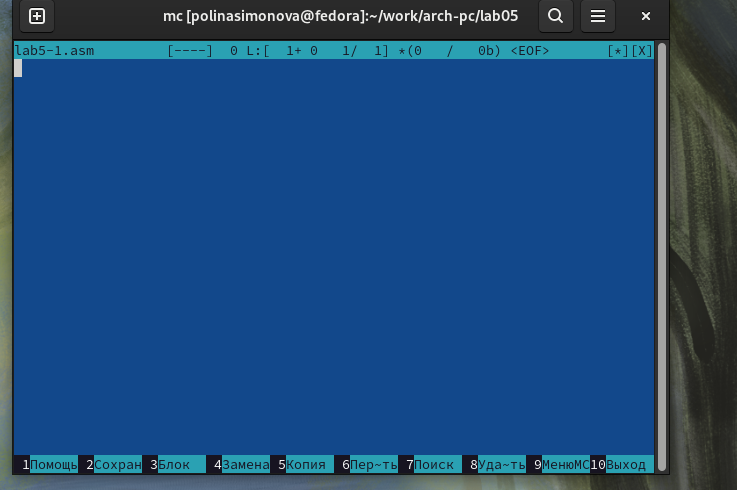 mc [polinasimonova@fedora]:~/work/arch-pc/lab05
lab5-1.asm [----] 0 L:[ 1+ 0 1/ 1] *(0 / 0b) <EOF> [*][X]
1Помощь 2Сохран 3Блок 4Замена 5Копия 6Пер~ть 7Поиск 8Уда~ть 9МенюMC 10Выход